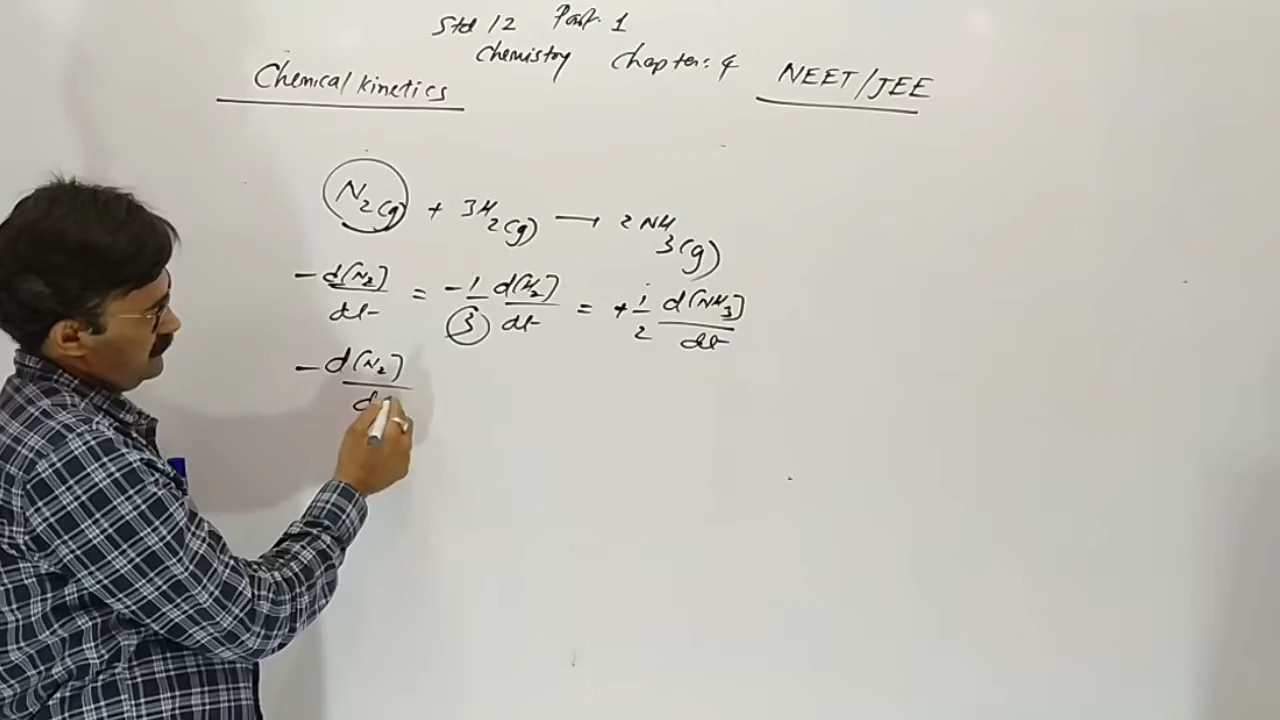 Std 12 Part 1
Chemistry Chapter: 4
Chemical kinetics
NEET/JEE
N2(g) + 3H2(g) → 2NH3(g)
-d[N2]/dt = -1/3 d[H2]/dt = +1/2 d[NH3]/dt
-d[N2]/d